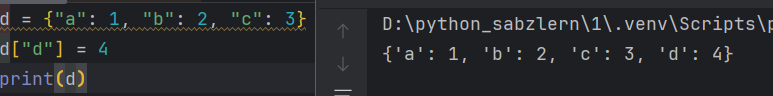 d = {"a": 1, "b": 2, "c": 3}
d["d"] = 4
print(d)
D:\python_sabzlern\1\.venv\Scripts\p
{'a': 1, 'b': 2, 'c': 3, 'd': 4}